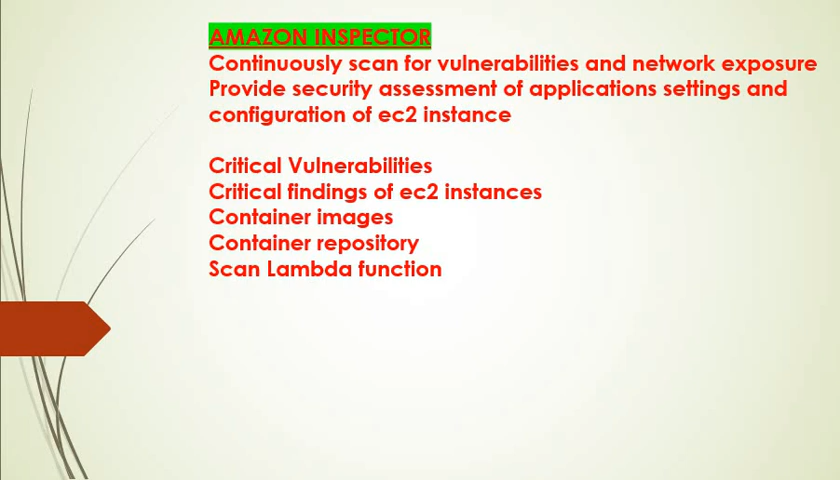 AMAZON INSPECTOR
Continuously scan for vulnerabilities and network exposure
Provide security assessment of applications settings and
configuration of ec2 instance
Critical Vulnerabilities
Critical findings of ec2 instances
Container images
Container repository
Scan Lambda function